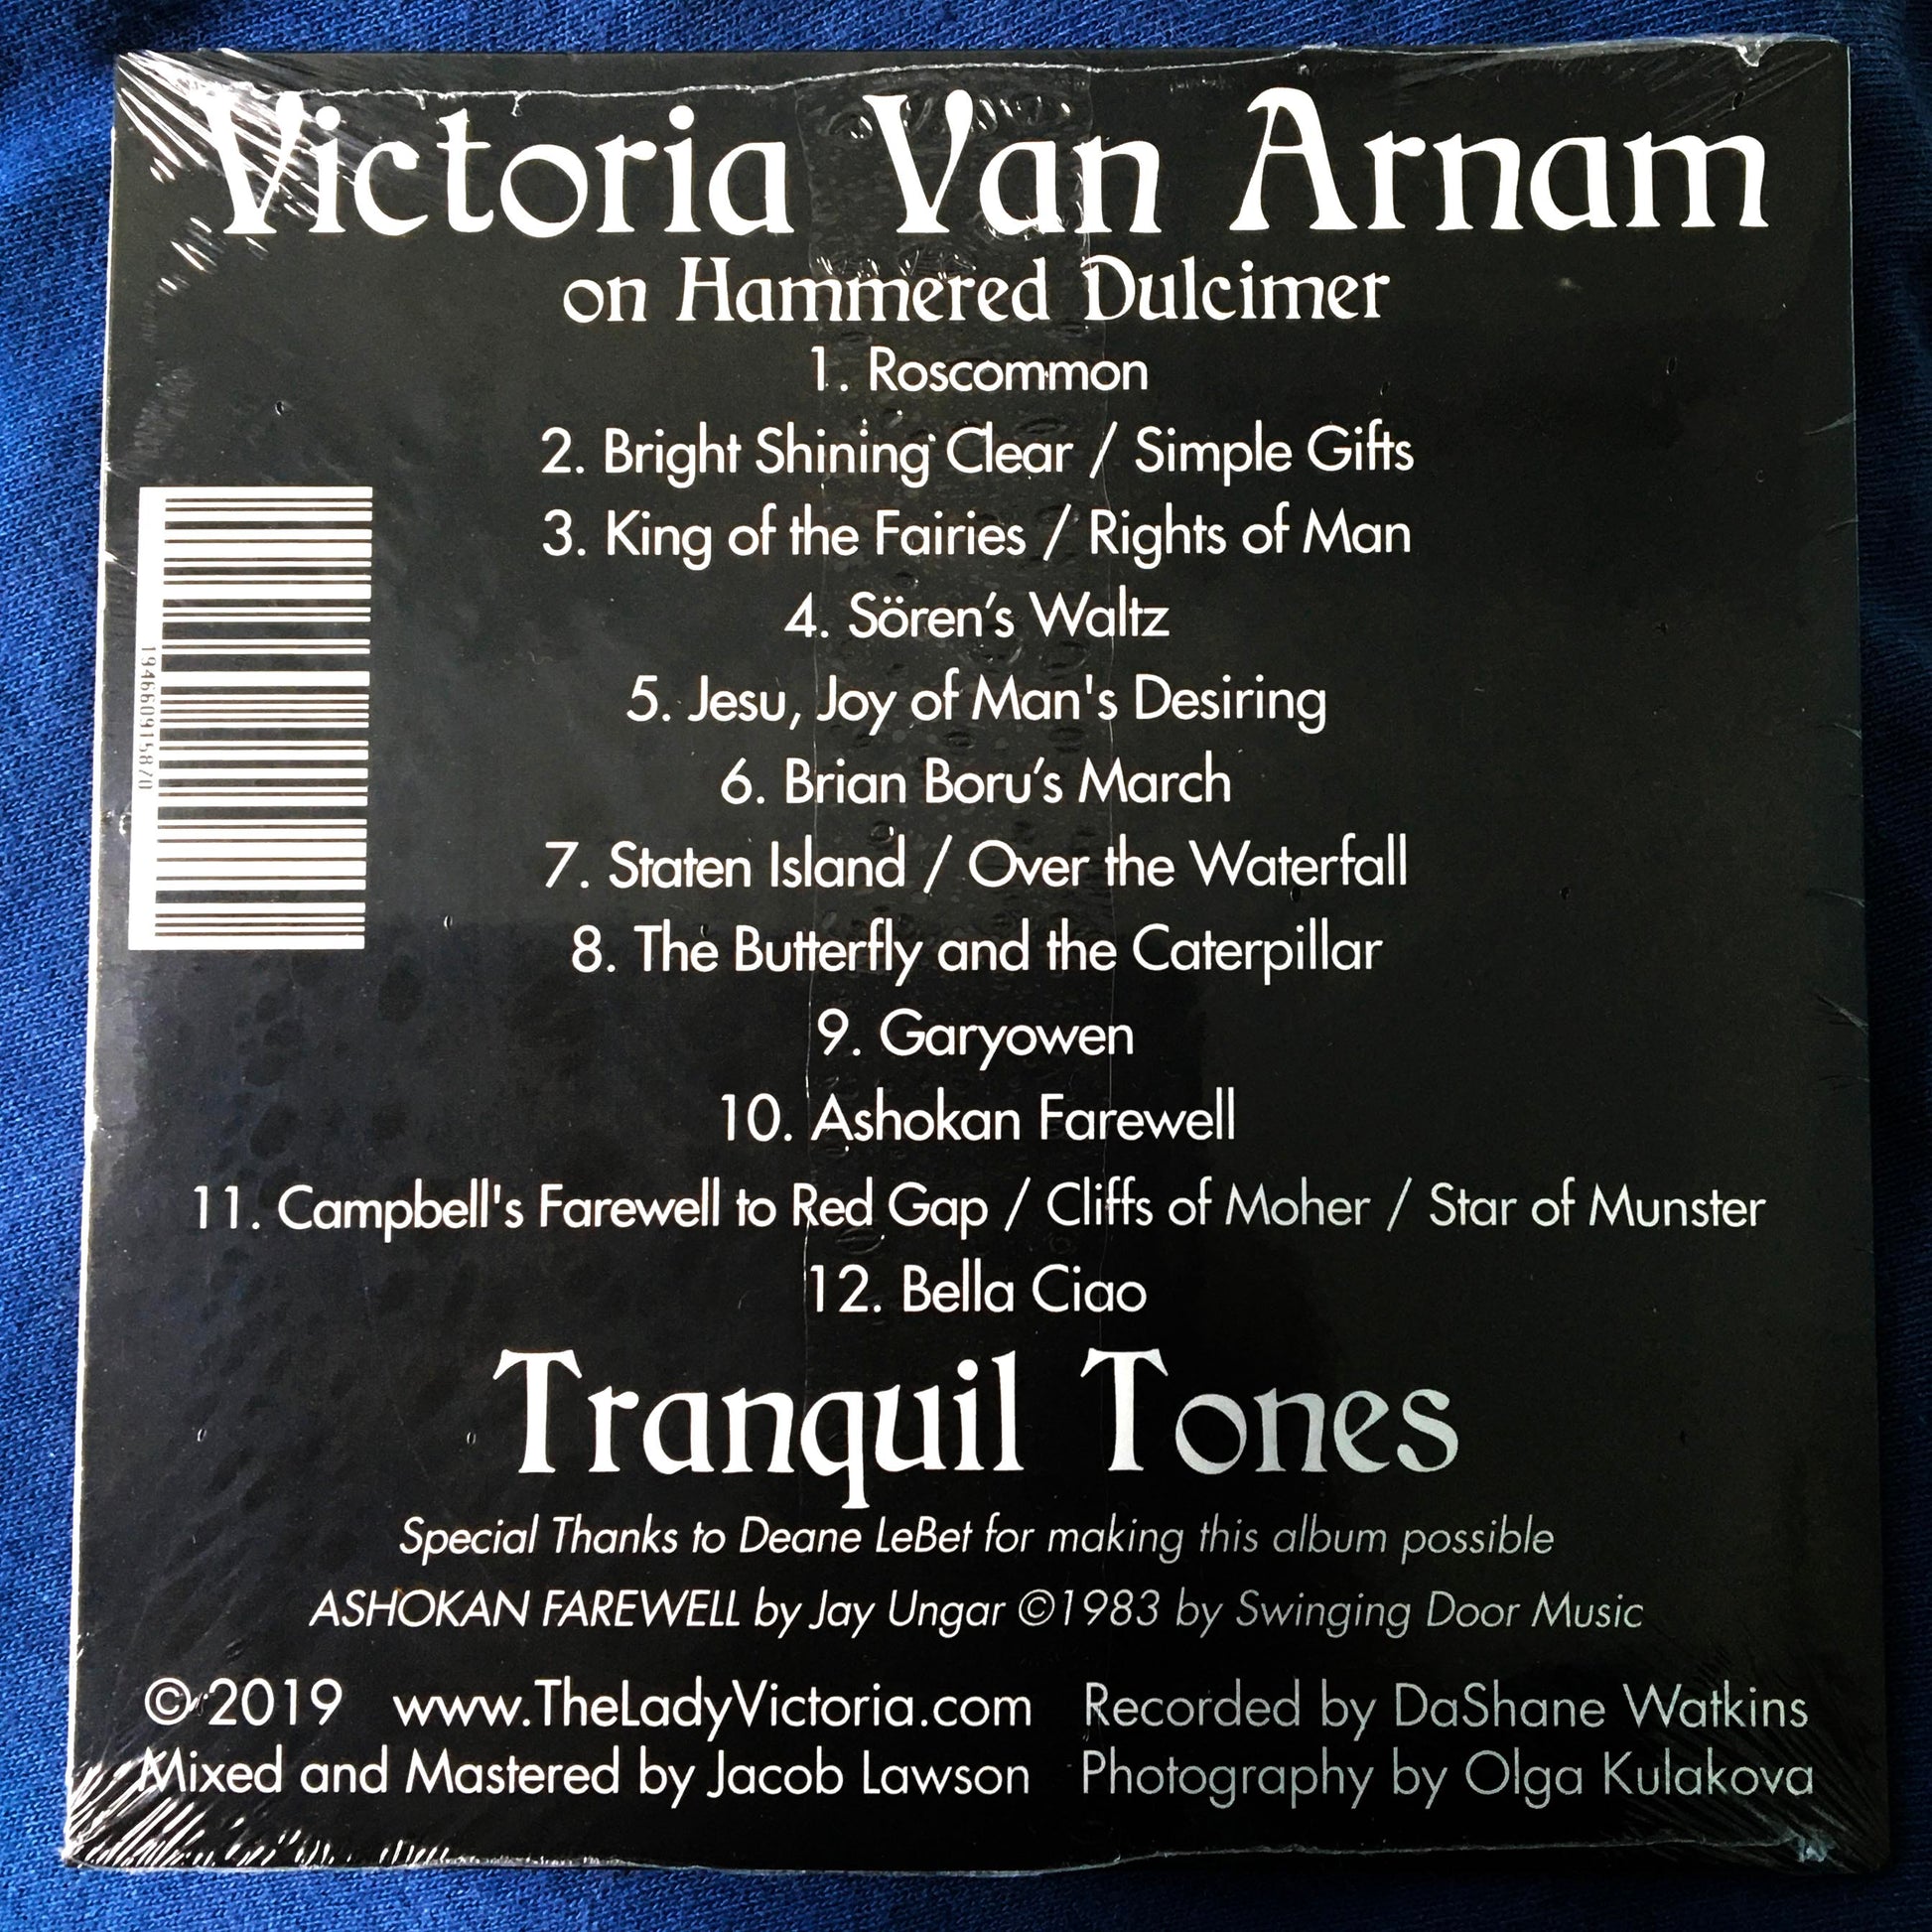 Victoria Van Arnam
on Hammered Dulcimer
1. Roscommon
2. Bright Shining Clear / Simple Gifts
3. King of the Fairies / Rights of Man
4. Sören’s Waltz
5. Jesu, Joy of Man's Desiring
6. Brian Boru’s March
7. Staten Island / Over the Waterfall
8. The Butterfly and the Caterpillar
9. Garyowen
10. Ashokan Farewell
11. Campbell's Farewell to Red Gap / Cliffs of Moher / Star of Munster
12. Bella Ciao
194660915870
Tranquil Tones
Special Thanks to Deane LeBet for making this album possible
ASHOKAN FAREWELL by Jay Ungar ©1983 by Swinging Door Music
© 2019 www.TheLadyVictoria.com Recorded by DaShane Watkins
Mixed and Mastered by Jacob Lawson Photography by Olga Kulakova